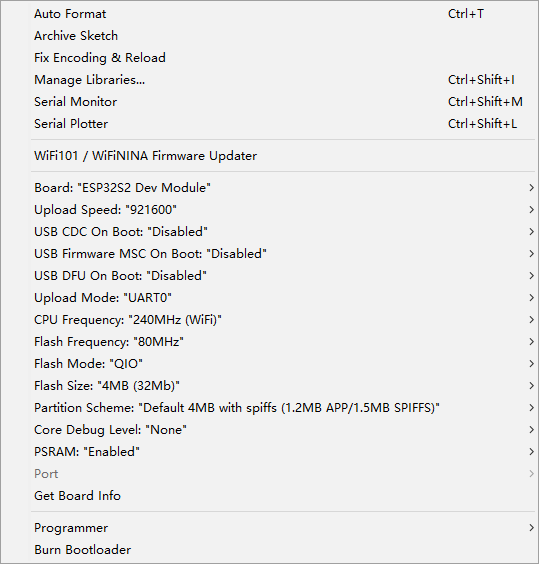 Auto Format Ctrl+T
Archive Sketch
Fix Encoding & Reload
Manage Libraries... Ctrl+Shift+I
Serial Monitor Ctrl+Shift+M
Serial Plotter Ctrl+Shift+L
WiFi101 / WiFiNINA Firmware Updater
Board: "ESP32S2 Dev Module"
Upload Speed: "921600"
USB CDC On Boot: "Disabled"
USB Firmware MSC On Boot: "Disabled"
USB DFU On Boot: "Disabled"
Upload Mode: "UART0"
CPU Frequency: "240MHz (WiFi)"
Flash Frequency: "80MHz"
Flash Mode: "QIO"
Flash Size: "4MB (32Mb)"
Partition Scheme: "Default 4MB with spiffs (1.2MB APP/1.5MB SPIFFS)"
Core Debug Level: "None"
PSRAM: "Enabled"
Port
Get Board Info
Programmer
Burn Bootloader